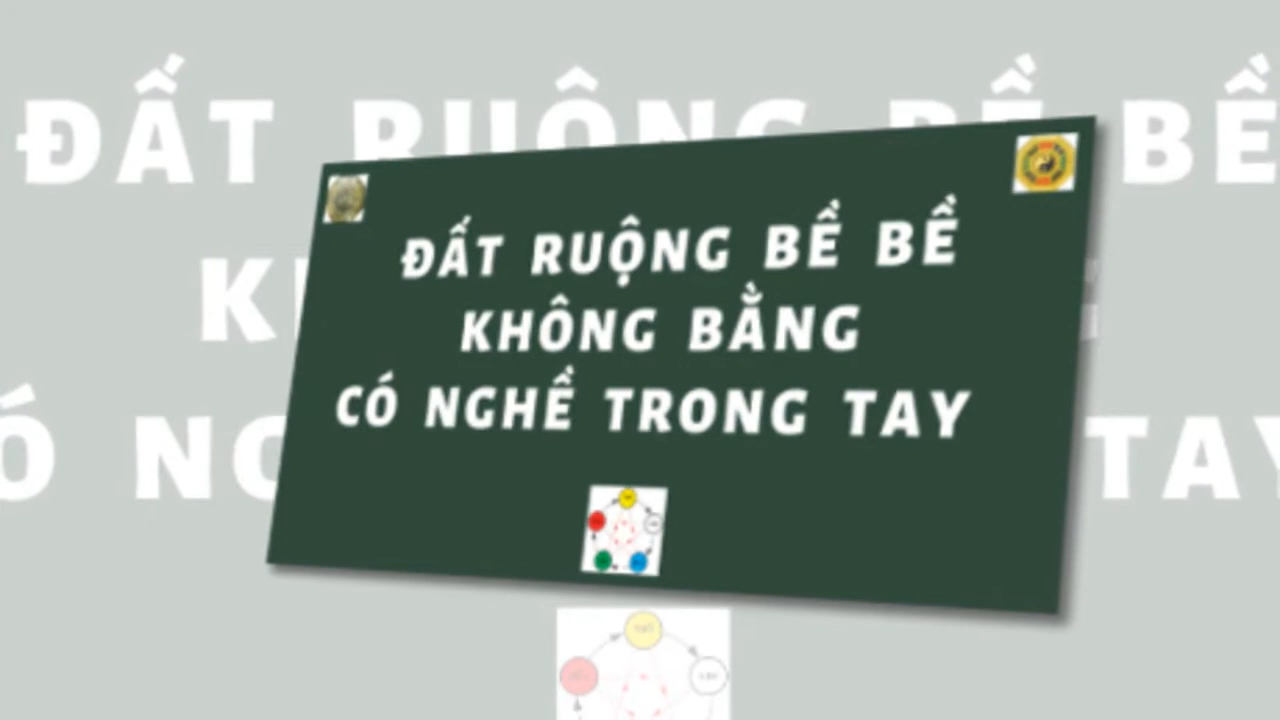 ĐẤT RUỘNG BỀ BỀ
KHÔNG BẰNG
CÓ NGHỀ TRONG TAY